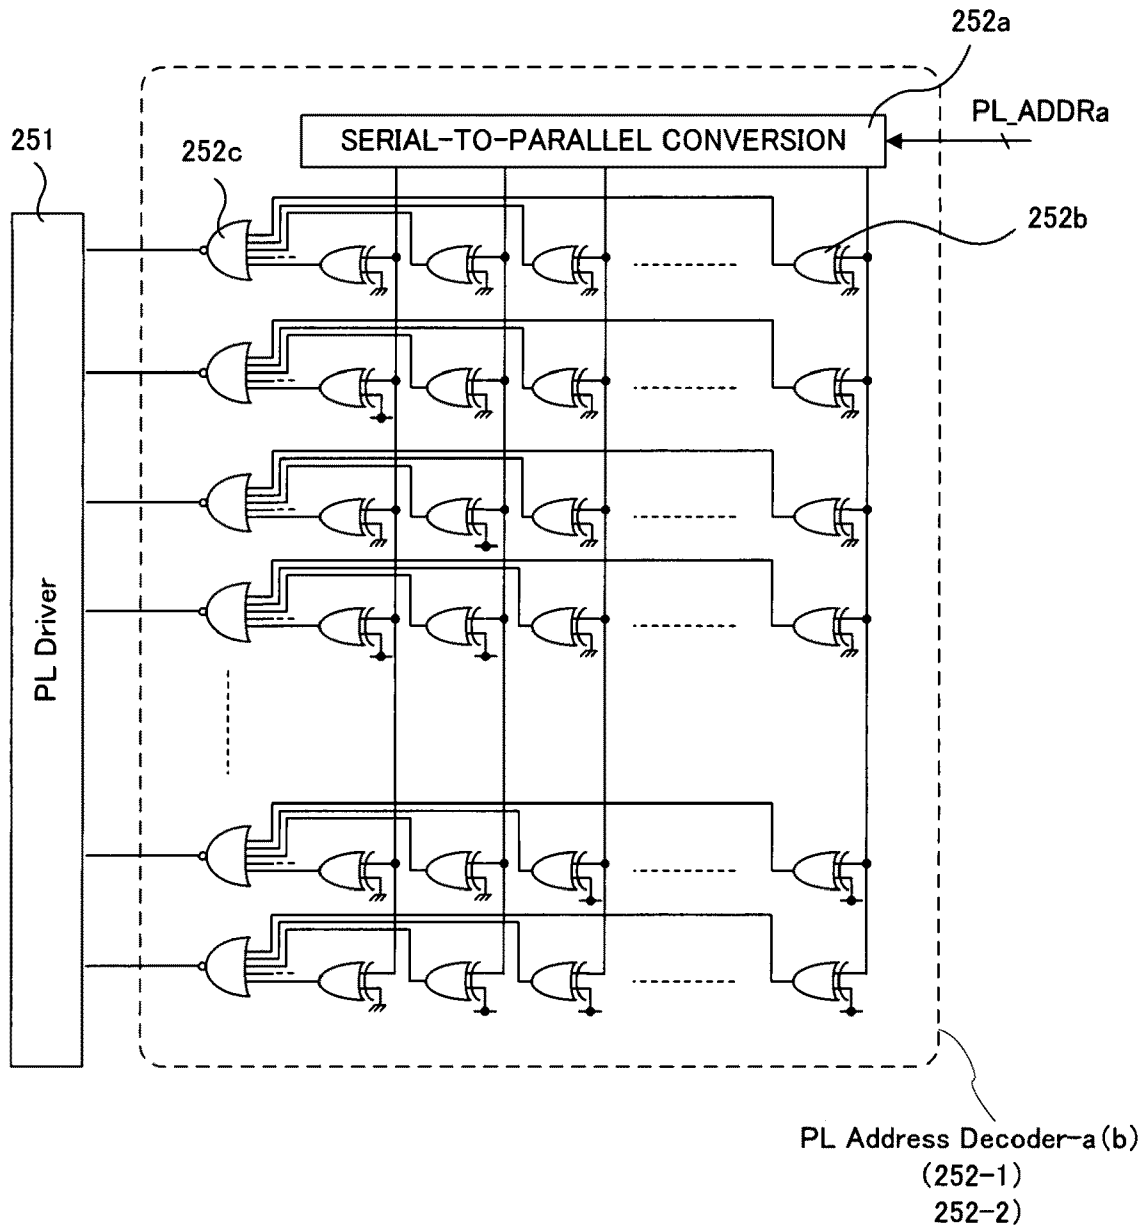 252a
PL_ADDRa
251
252c
SERIAL-TO-PARALLEL CONVERSION
252b
PL Driver
PL Address Decoder-a(b)
(252-1)
252-2)